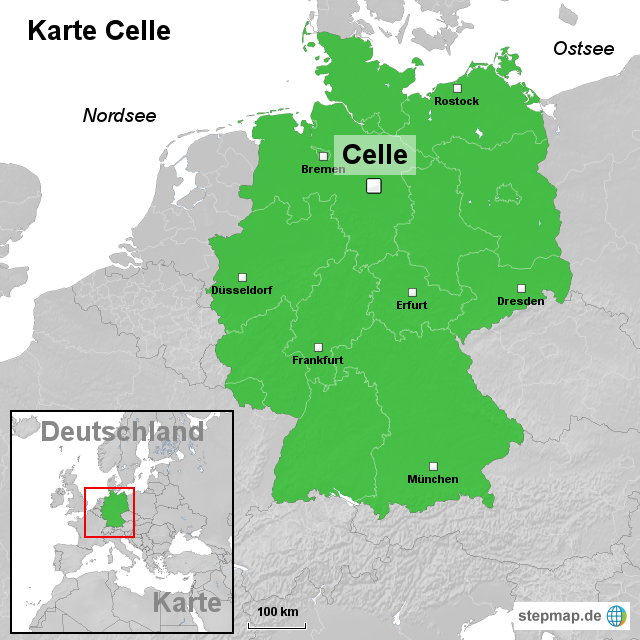 Karte Celle
Ostsee
Nordsee
Rostock
Celle
Bremen
Düsseldorf
Erfurt
Dresden
Frankfurt
München
Deutschland
Karte
100 km
stepmap.de